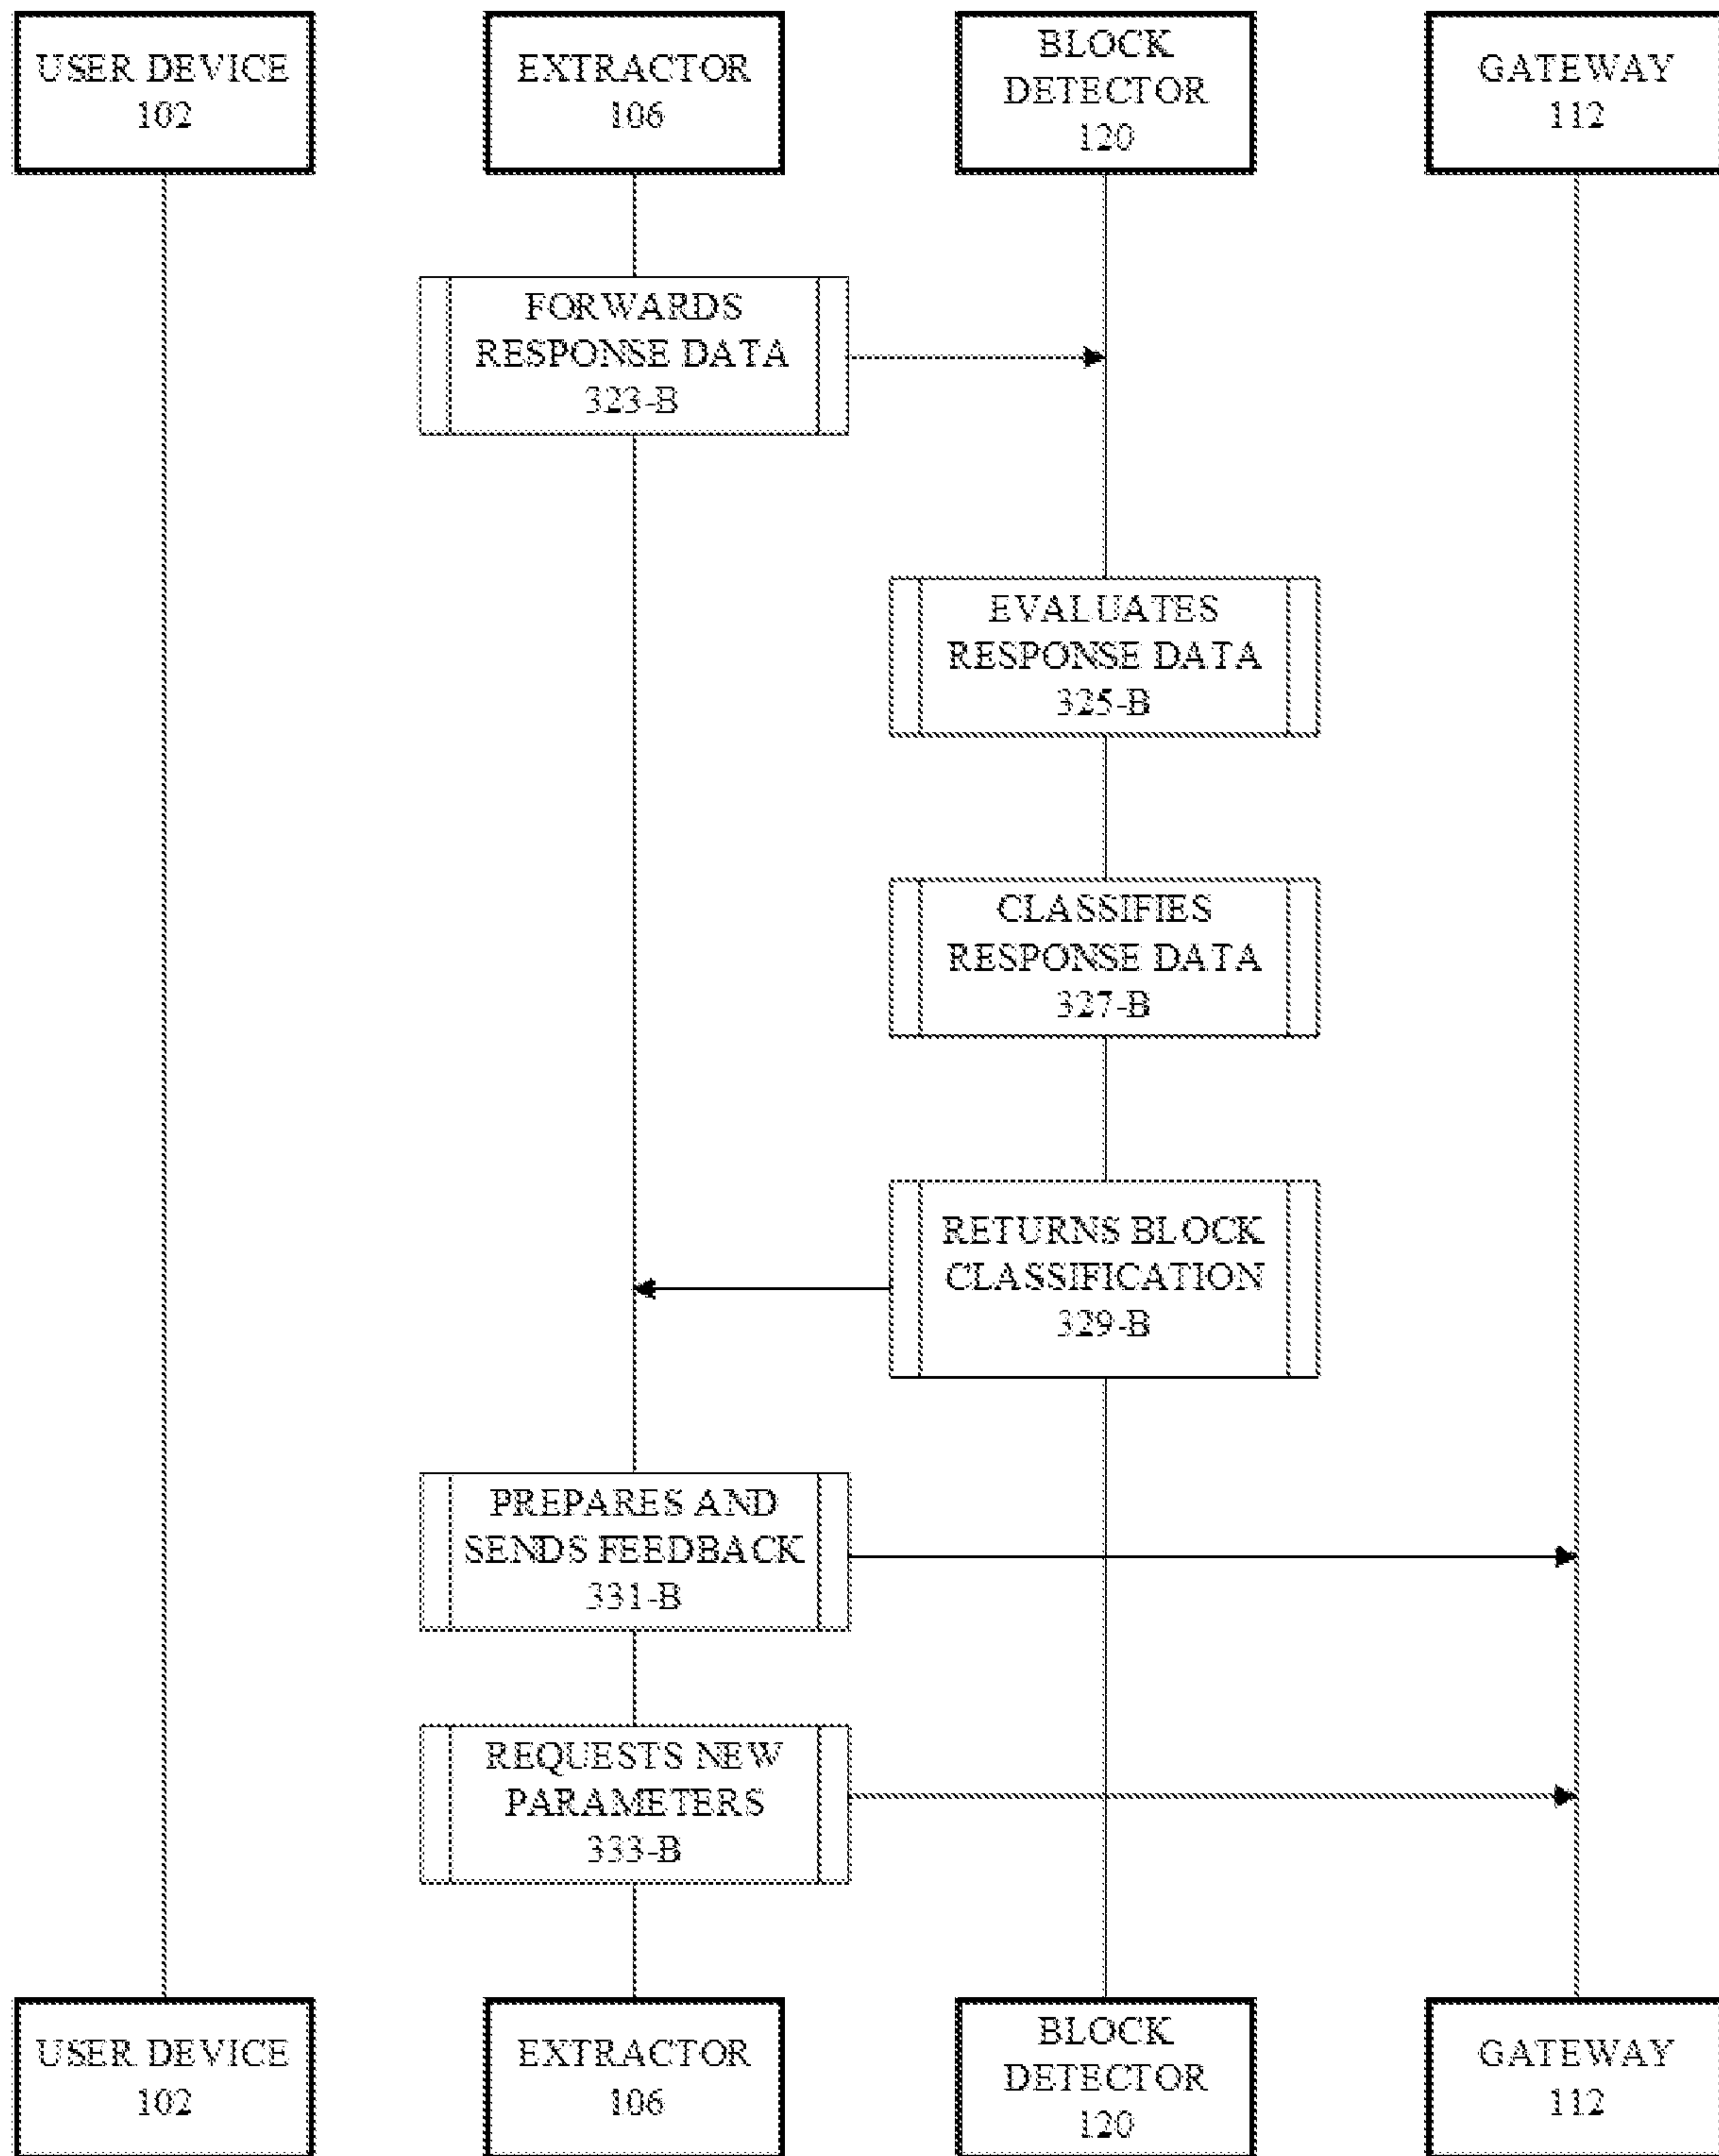 USER DEVICE
102
EXTRACTOR
106
BLOCK
DETECTOR
120
GATEWAY
112
FORWARDS
RESPONSE DATA
323-B
EVALUATES
RESPONSE DATA
325-B
CLASSIFIES
RESPONSE DATA
327-B
RETURNS BLOCK
CLASSIFICATION
329-B
PREPARES AND
SENDS FEEDBACK
331-B
REQUESTS NEW
PARAMETERS
333-B
USER DEVICE
102
EXTRACTOR
106
BLOCK
DETECTOR
120
GATEWAY
112